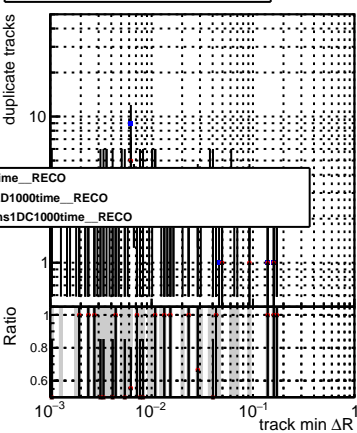 duplicate tracks
10
ime__RECO
D1000time__RECO
ns1DC1000time__RECO
1
Ratio
1
0.8
0.6
10⁻³ 10⁻² 10⁻¹ 1
track min ΔR